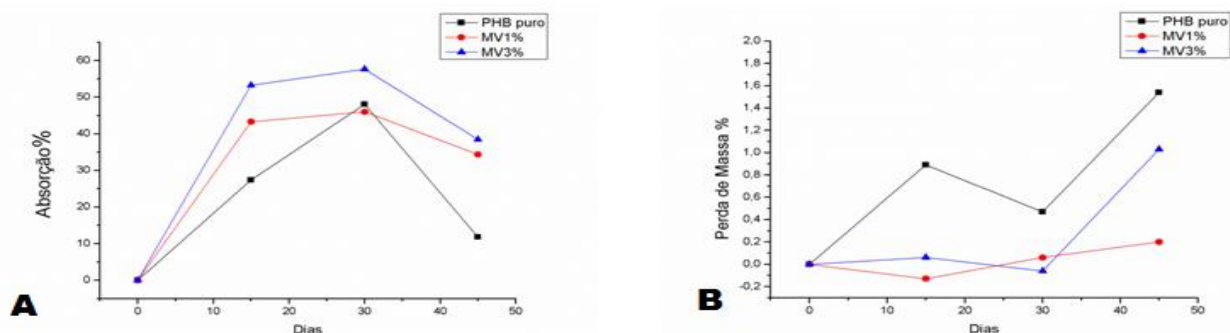 PHB puro
MV1%
MV3%
60
50
40
30
20
10
0
Absorção%
0 10 20 30 40 50
Dias
A
PHB puro
MV1%
MV3%
2,0
1,8
1,6
1,4
1,2
1,0
0,8
0,6
0,4
0,2
0,0
-0,2
Perda de Massa %
0 10 20 30 40 50
Dias
B